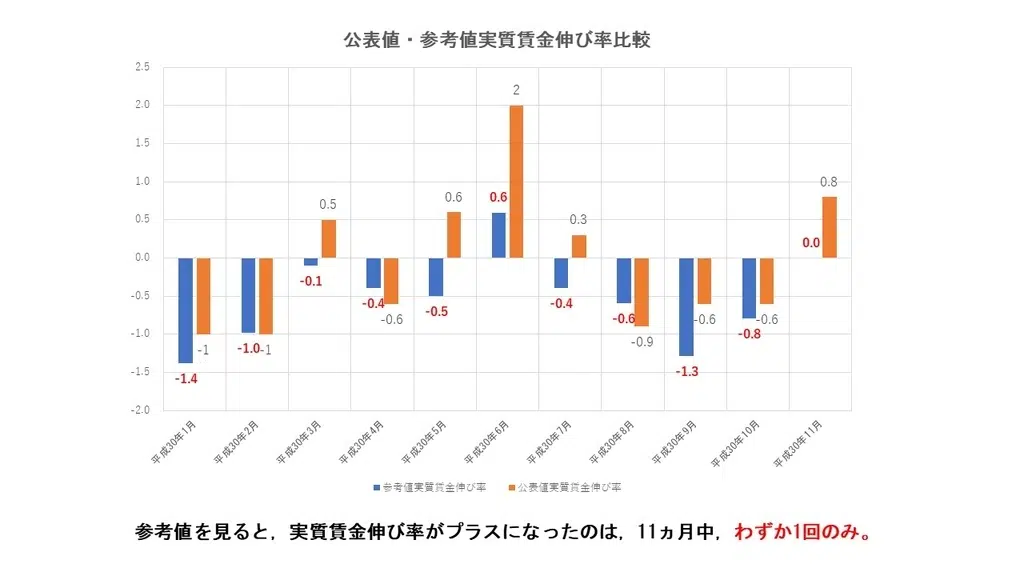 公表値・参考値実質賃金伸び率比較
2.5
2.0
1.5
1.0
0.5
0.0
-0.5
-1.0
-1.5
-2.0
-1.4
-1
-1.0
-1
-0.1
0.5
-0.4
-0.6
-0.5
0.6
0.6
2
-0.4
0.3
-0.6
-0.9
-1.3
-0.6
-0.8
-0.6
0.0
0.8
平成30年1月
平成30年2月
平成30年3月
平成30年4月
平成30年5月
平成30年6月
平成30年7月
平成30年8月
平成30年9月
平成30年10月
平成30年11月
参考値実質賃金伸び率 公表値実質賃金伸び率
参考値を見ると，実質賃金伸び率がプラスになったのは，11ヵ月中，わずか1回のみ。